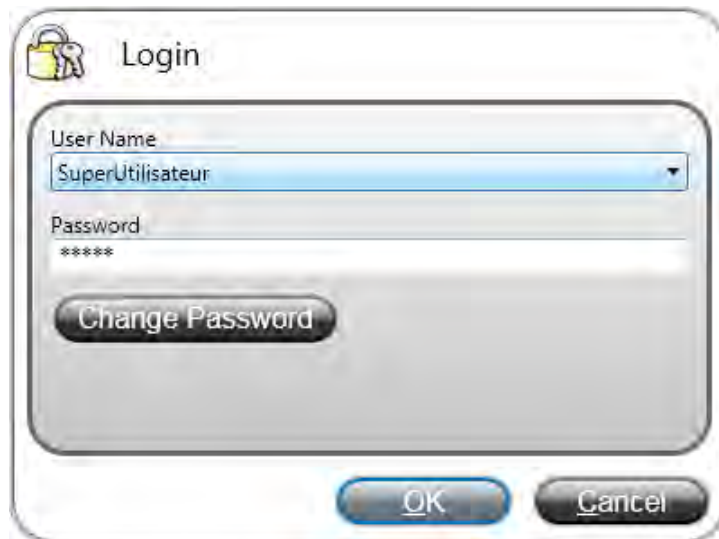 Login
User Name
SuperUtilisateur
Password
*****
Change Password
OK
Cancel